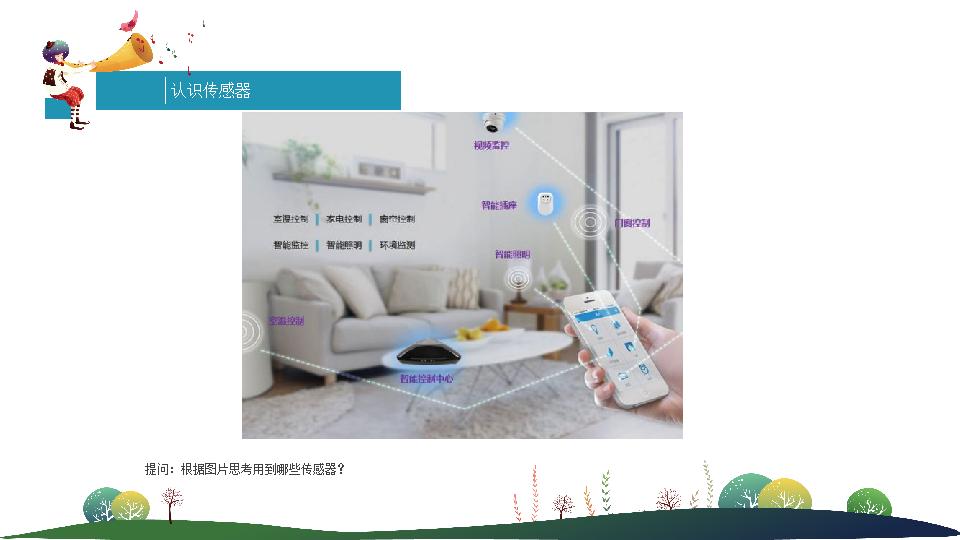 认识传感器
视频监控
智能插座
室温控制 | 家电控制 | 窗帘控制
门窗控制
智能监控 | 智能照明 | 环境监测
智能照明
室温控制
智能控制中心
提问：根据图片思考用到哪些传感器？